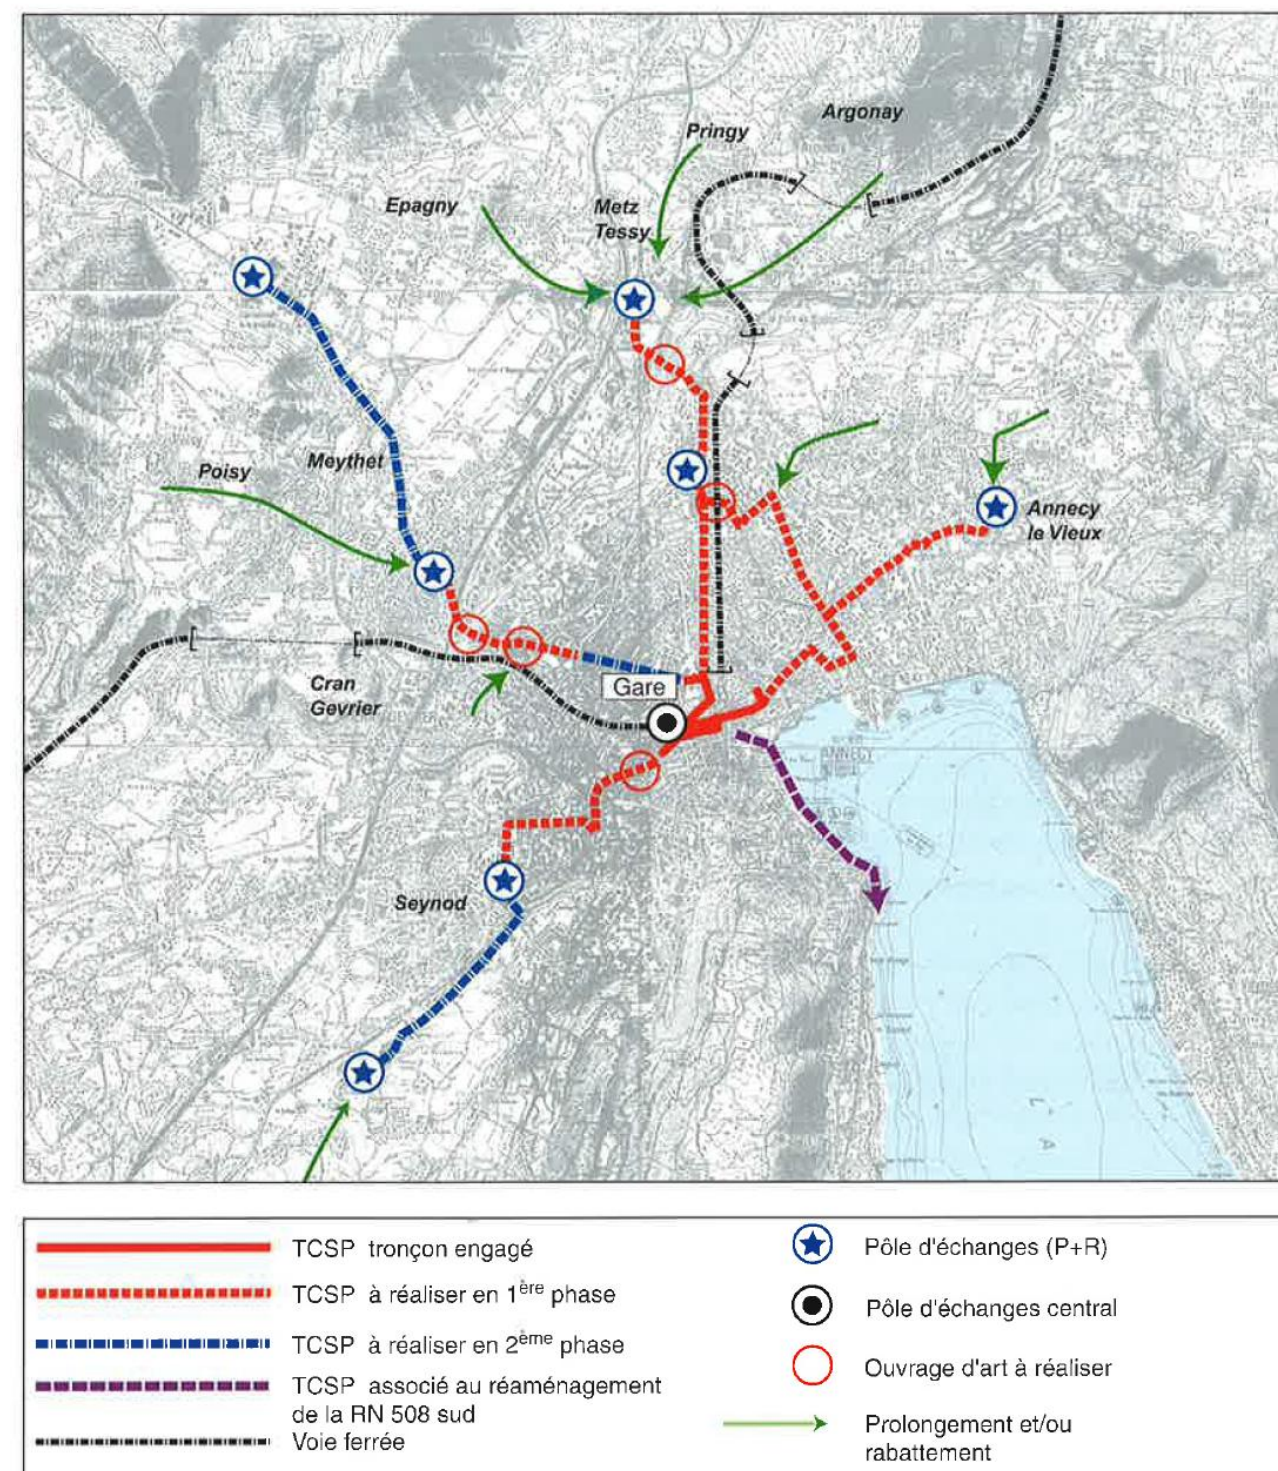 Argonay
Pringy
Epagny
Metz
Tessy
Meythet
Poisy
Annecy
le Vieux
Cran
Gevrier
Gare
ANNECY
Seynod
TCSP tronçon engagé
TCSP à réaliser en 1ère phase
TCSP à réaliser en 2ème phase
TCSP associé au réaménagement
de la RN 508 sud
Voie ferrée
Pôle d'échanges (P+R)
Pôle d'échanges central
Ouvrage d'art à réaliser
Prolongement et/ou
rabattement